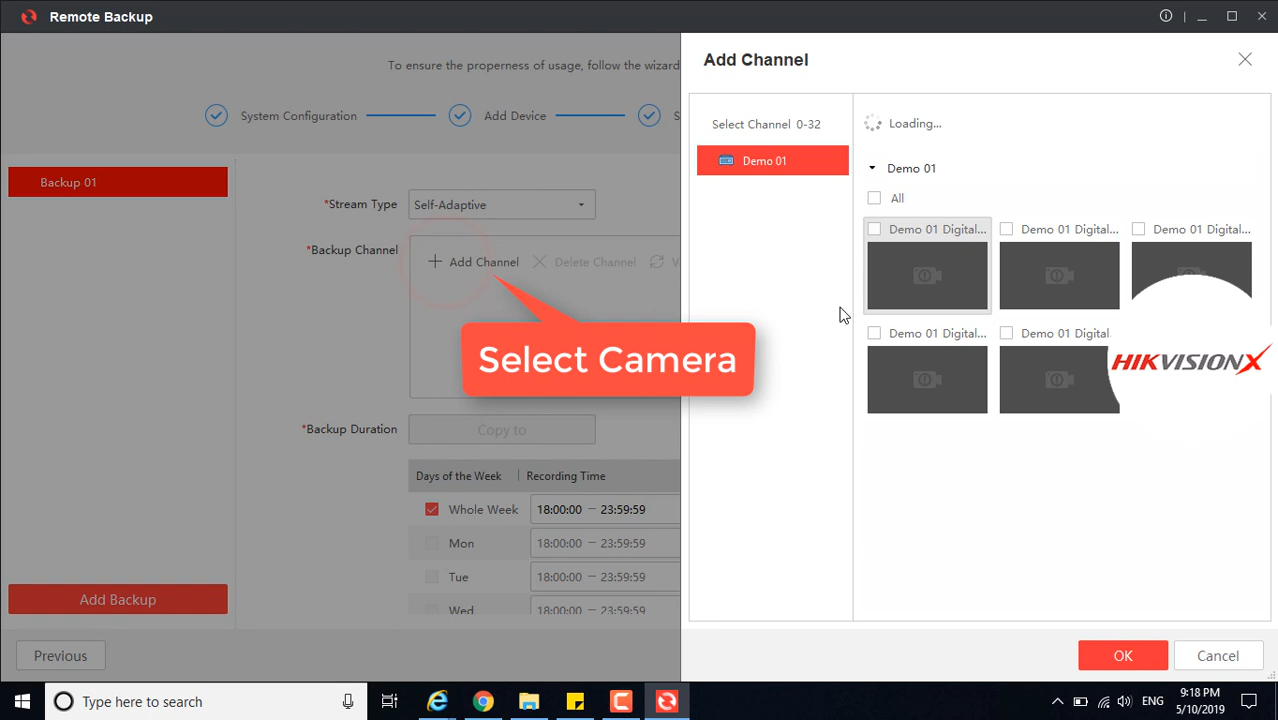 Remote Backup
To ensure the properness of usage, follow the wizard
System Configuration
Add Device
S
Backup 01
*Stream Type
Self-Adaptive
*Backup Channel
Add Channel
Delete Channel
V
Select Camera
*Backup Duration
Copy to
Days of the Week
Recording Time
Whole Week
18:00:00 — 23:59:59
Mon
18:00:00 — 23:59:59
Tue
18:00:00 — 23:59:59
Wed
18:00:00 — 23:59:59
Add Backup
Previous
Add Channel
Select Channel 0-32
Demo 01
Loading...
Demo 01
All
Demo 01 Digital...
Demo 01 Digital...
Demo 01 Digital...
Demo 01 Digital...
Demo 01 Digital
HIKVISIONX
OK
Cancel
Type here to search
ENG
9:18 PM
5/10/2019